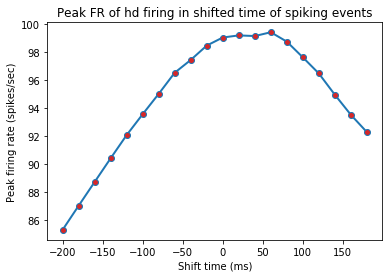 Peak FR of hd firing in shifted time of spiking events
100
98
96
94
92
90
88
86
Peak firing rate (spikes/sec)
−200 −150 −100 −50 0 50 100 150
Shift time (ms)